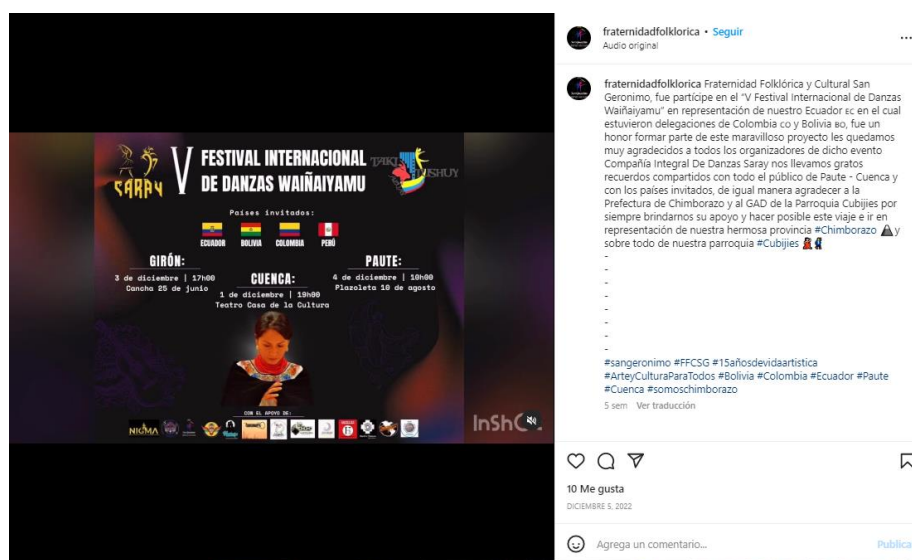 SARAY
V FESTIVAL INTERNACIONAL
DE DANZAS WAIÑAIYAMU
Países invitados:
ECUADOR BOLIVIA COLOMBIA PERÚ
GIRÓN:
3 de diciembre | 17h00
Cancha 25 de junio
CUENCA:
1 de diciembre | 19h00
Teatro Casa de la Cultura
PAUTE:
4 de diciembre | 10h00
Plazoleta 10 de agosto
CON EL APOYO DE:
NIGMA
InSh
fraternidadfolklorica • Seguir
Audio original
fraternidadfolklorica Fraternidad Folklórica y Cultural San
Geronimo, fue partícipe en el "V Festival Internacional de Danzas
Waiñaiyamu" en representación de nuestro Ecuador EC en el cual
estuvieron delegaciones de Colombia CO y Bolivia BO, fue un
honor formar parte de este maravilloso proyecto les quedamos
muy agradecidos a todos los organizadores de dicho evento
Compañía Integral De Danzas Saray nos llevamos gratos
recuerdos compartidos con todo el público de Paute - Cuenca y
con los países invitados, de igual manera agradecer a la
Prefectura de Chimborazo y al GAD de la Parroquia Cubijies por
siempre brindarnos su apoyo y hacer posible este viaje e ir en
representación de nuestra hermosa provincia #Chimborazo y
sobre todo de nuestra parroquia #Cubijies
-
-
-
-
-
-
-
-
#sangeronimo #FFCSG #15añosdevidaartistica
#ArteyCulturaParaTodos #Bolivia #Colombia #Ecuador #Paute
#Cuenca #somoschimborazo
5 sem Ver traducción
10 Me gusta
DICIEMBRE 5, 2022
Agrega un comentario...
Publica